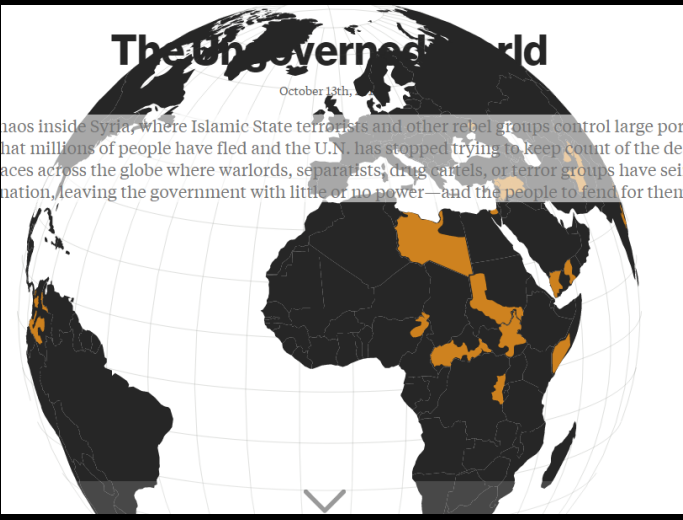 The Ungoverned World
October 13th,
haos inside Syria, where Islamic State terrorists and other rebel groups control large por
hat millions of people have fled and the U.N. has stopped trying to keep count of the de
aces across the globe where warlords, separatists, drug cartels, or terror groups have sei
nation, leaving the government with little or no power—and the people to fend for them